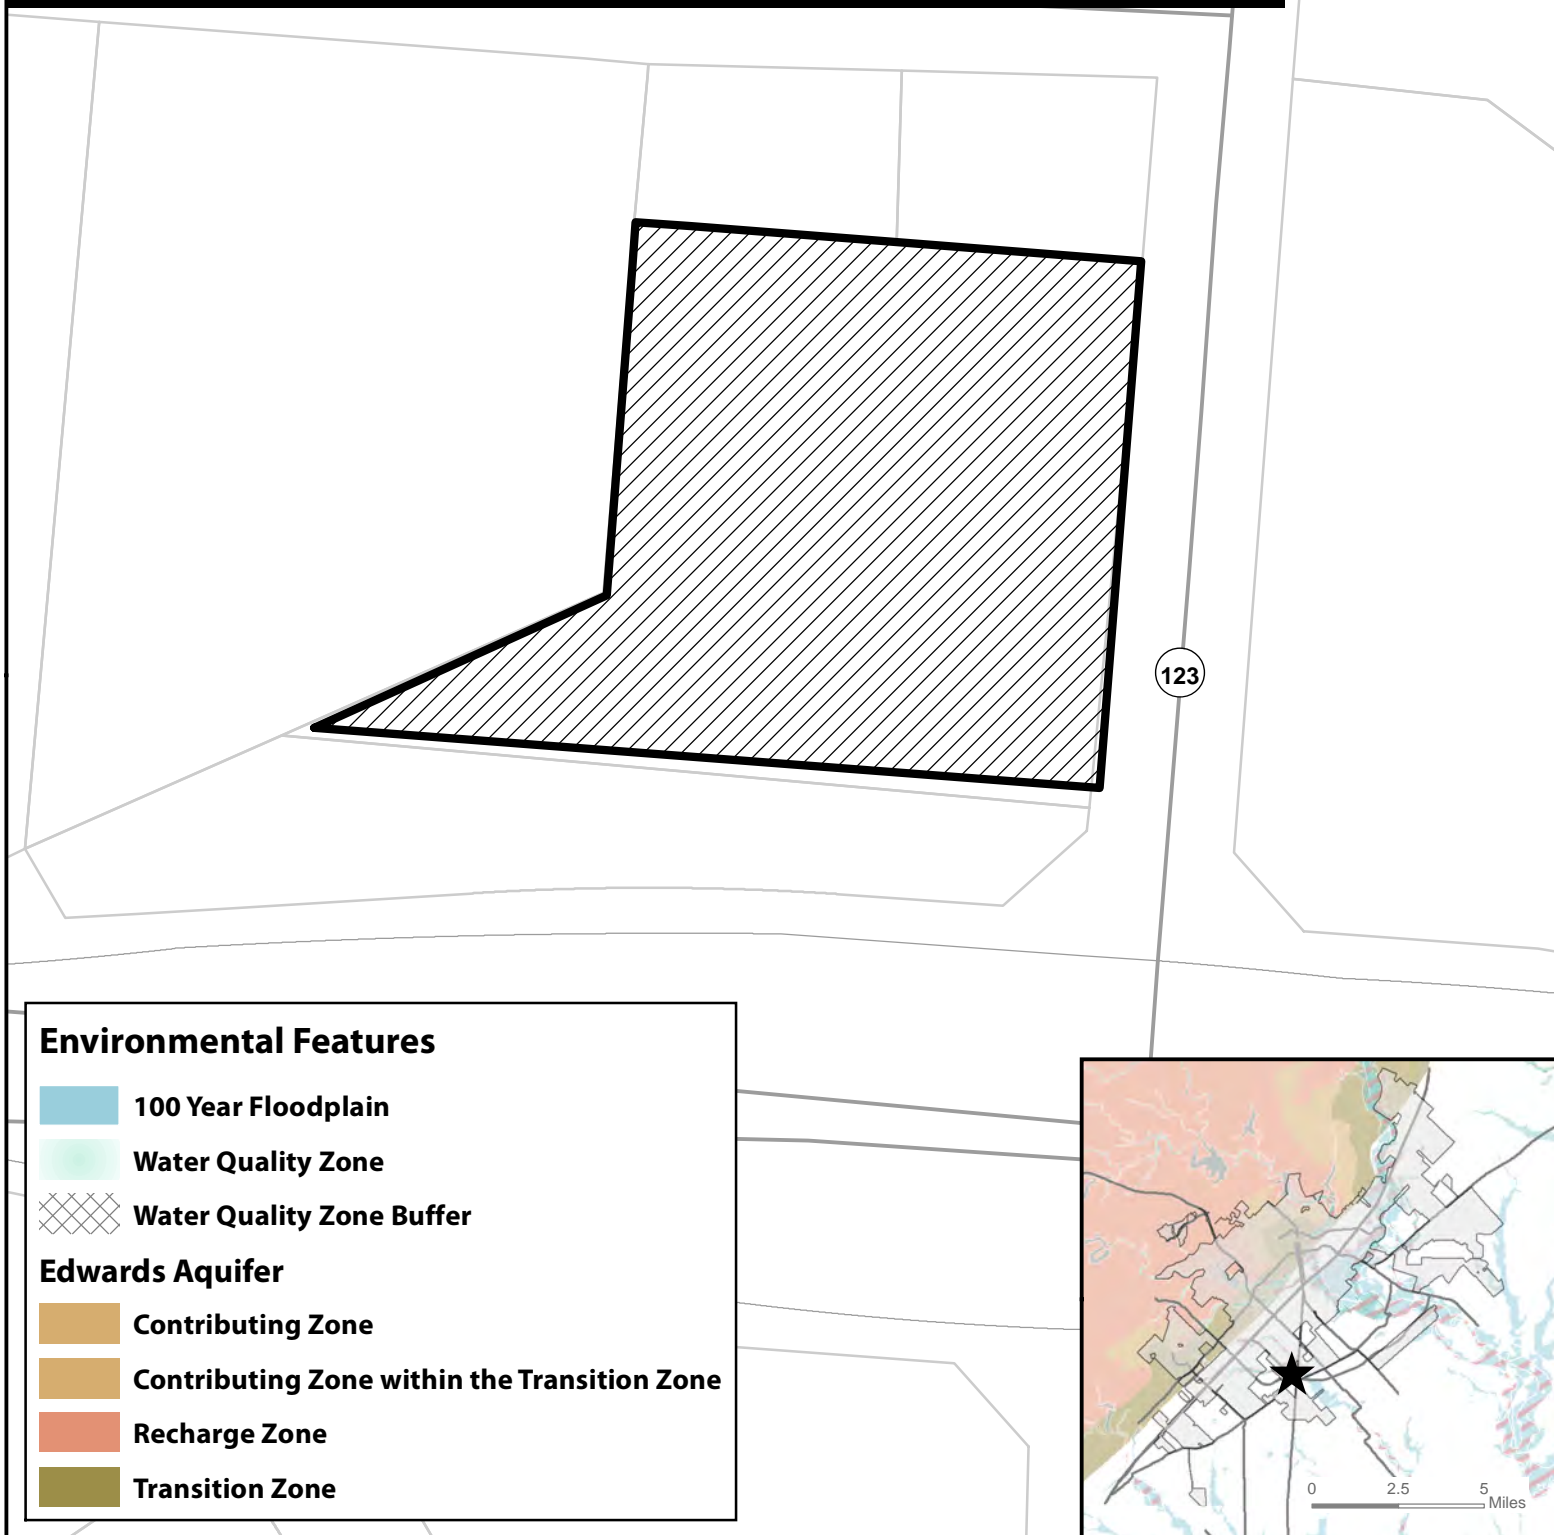 123
Environmental Features
100 Year Floodplain
Water Quality Zone
Water Quality Zone Buffer
Edwards Aquifer
Contributing Zone
Contributing Zone within the Transition Zone
Recharge Zone
Transition Zone
0 2.5 5
Miles